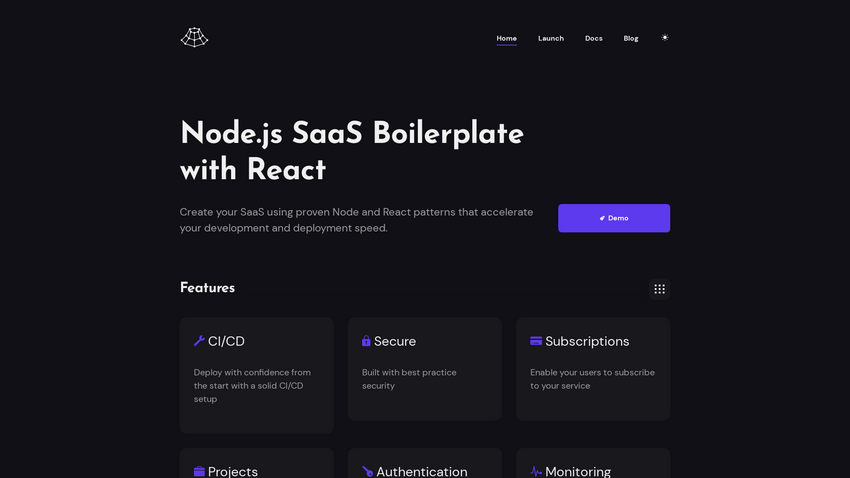 Home Launch Docs Blog
Node.js SaaS Boilerplate
with React
Create your SaaS using proven Node and React patterns that accelerate
your development and deployment speed.
Demo
Features
CI/CD
Deploy with confidence from
the start with a solid CI/CD
setup
Secure
Built with best practice
security
Subscriptions
Enable your users to subscribe
to your service
Projects
Authentication
Monitoring